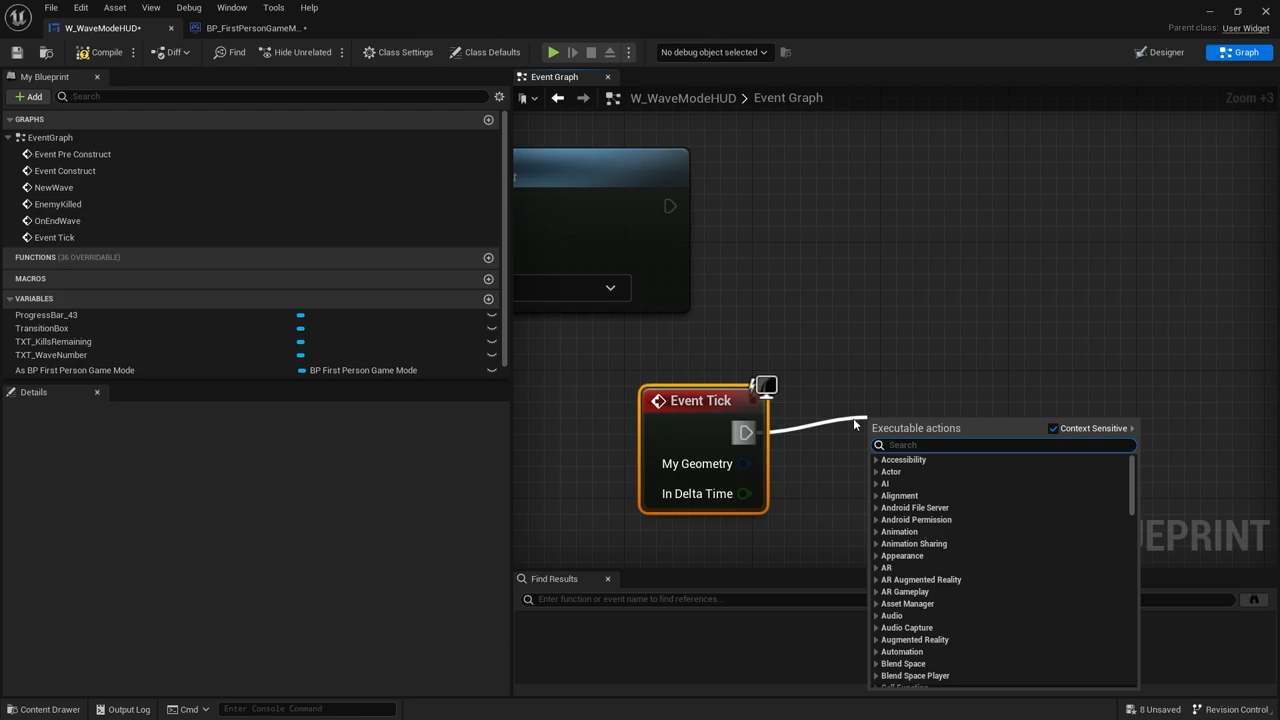 File Edit Asset View Debug Window Tools Help
W_WaveModeHUD• BP_FirstPersonGameM...•
Parent class: User Widget
Compile Diff Find Hide Unrelated Class Settings Class Defaults No debug object selected Designer Graph
My Blueprint Event Graph
Add Search W_WaveModeHUD > Event Graph Zoom +3
GRAPHS
EventGraph
Event Pre Construct
Event Construct
NewWave
EnemyKilled
OnEndWave
Event Tick
FUNCTIONS (36 OVERRIDABLE)
MACROS
VARIABLES
ProgressBar_43
TransitionBox
TXT_KillsRemaining
TXT_WaveNumber
As BP First Person Game Mode BP First Person Game Mode
Details
Event Tick
My Geometry
In Delta Time
Executable actions Context Sensitive
Search
Accessibility
Actor
AI
Alignment
Android File Server
Android Permission
Animation
Animation Sharing
Appearance
AR
AR Augmented Reality
AR Gameplay
Asset Manager
Audio
Audio Capture
Augmented Reality
Automation
Blend Space
Blend Space Player
Find Results
Enter function or event name to find references...
Content Drawer Output Log Cmd Enter Console Command 8 Unsaved Revision Control